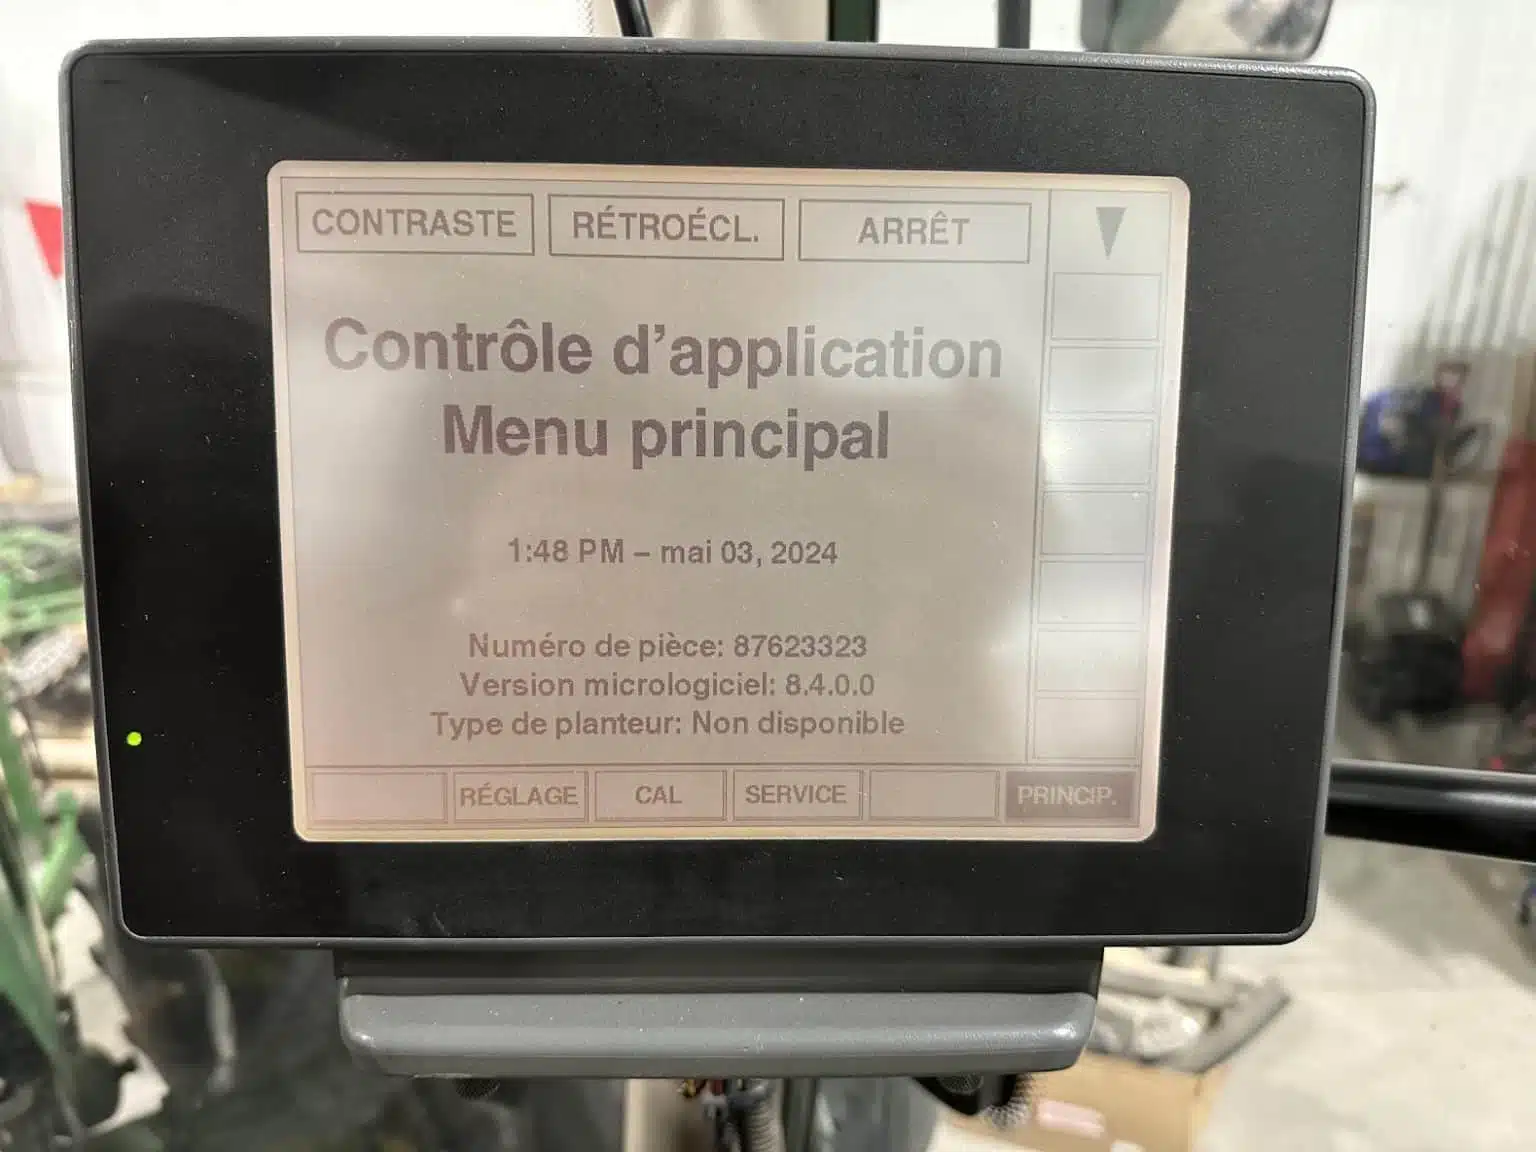 CONTRASTE
RÉTROÉCL.
ARRÊT
Contrôle d'application
Menu principal
1:48 PM – mai 03, 2024
Numéro de pièce: 87623323
Version micrologiciel: 8.4.0.0
Type de planteur: Non disponible
RÉGLAGE
CAL
SERVICE
PRINCIP.